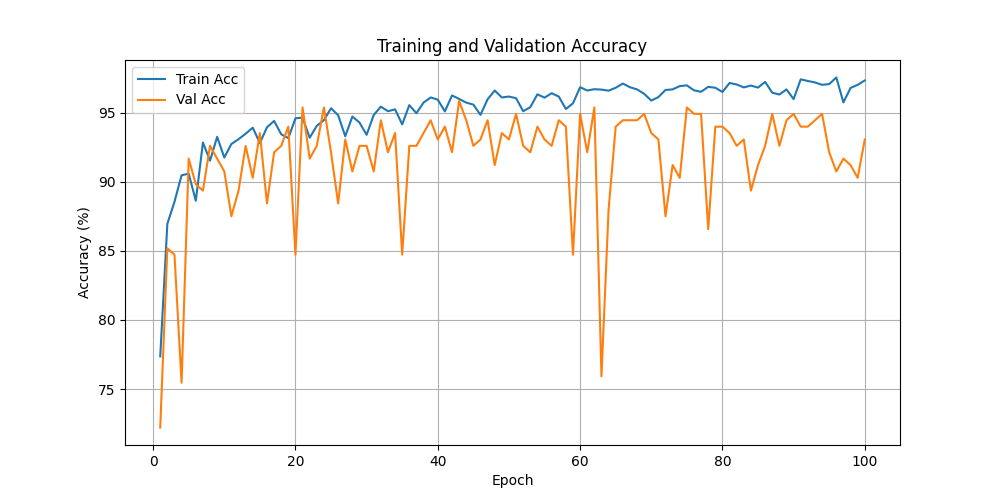 Training and Validation Accuracy
Train Acc
Val Acc
Accuracy (%)
95
90
85
80
75
0 20 40 60 80 100
Epoch